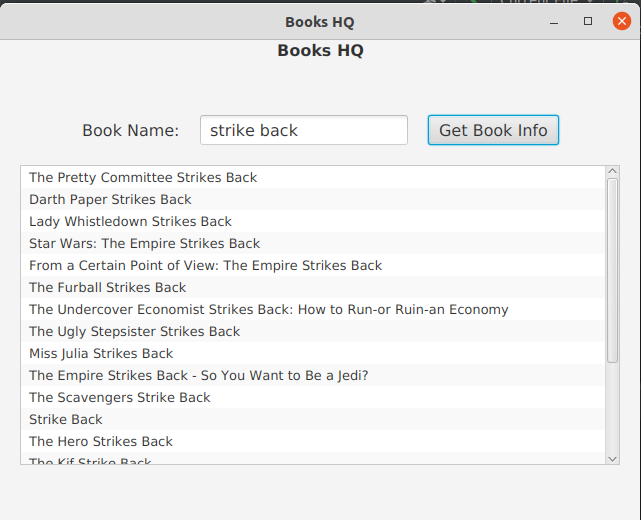 Books HQ
Books HQ
Book Name: strike back Get Book Info
The Pretty Committee Strikes Back
Darth Paper Strikes Back
Lady Whistledown Strikes Back
Star Wars: The Empire Strikes Back
From a Certain Point of View: The Empire Strikes Back
The Furball Strikes Back
The Undercover Economist Strikes Back: How to Run-or Ruin-an Economy
The Ugly Stepsister Strikes Back
Miss Julia Strikes Back
The Empire Strikes Back - So You Want to Be a Jedi?
The Scavengers Strike Back
Strike Back
The Hero Strikes Back
The Kif Strike Back